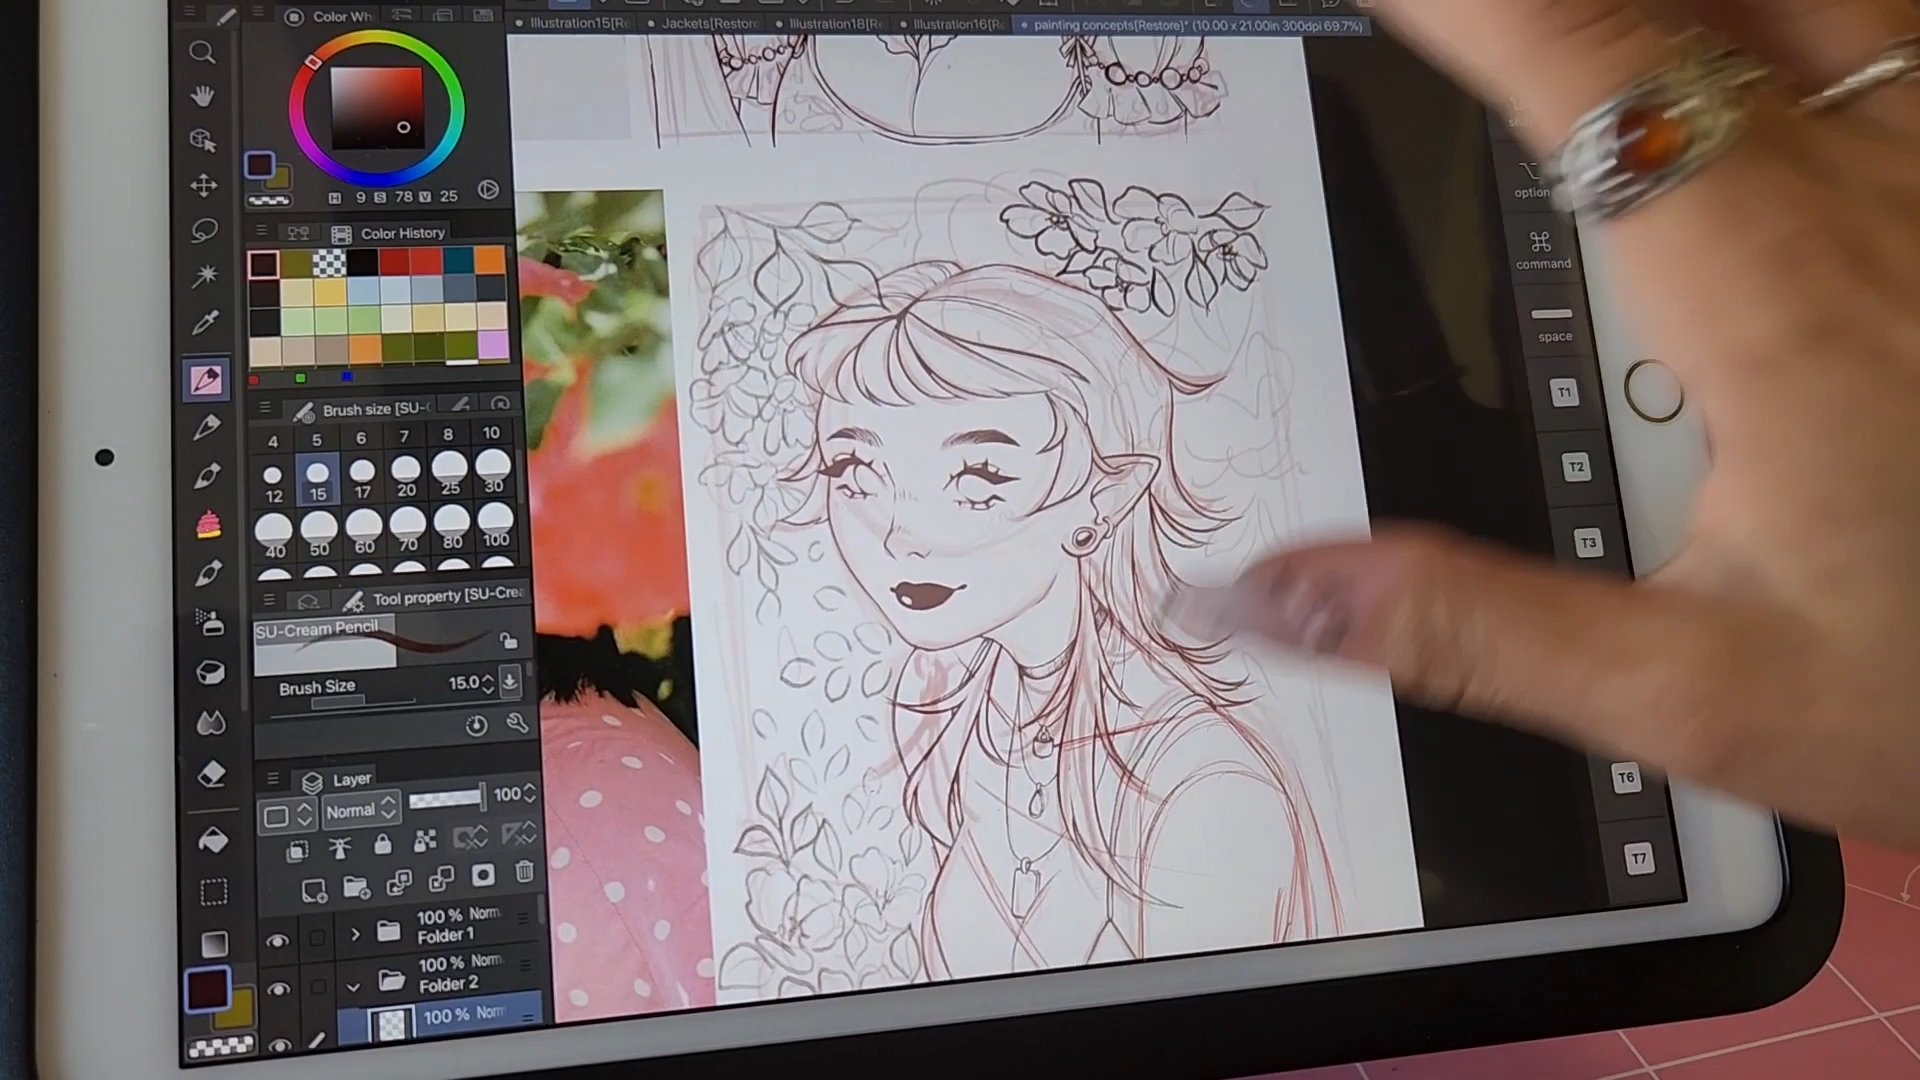 Color Wh
Illustration15[Re
Jackets[Restore
Illustration18[R
Illustration16[R
painting concepts[Restore]* (10.00 x 21.00in 300dpi 69.7%)
H 9 S 78 V 25
Color History
Brush size [SU-C
4 5 6 7 8 10
12 15 17 20 25 30
40 50 60 70 80 100
Tool property [SU-Crea
SU-Cream Pencil
Brush Size 15.0
Layer
Normal 100
100 % Norm
Folder 1
100 % Norm
Folder 2
100 % Norm
option
command
space
T1
T2
T3
T6
T7